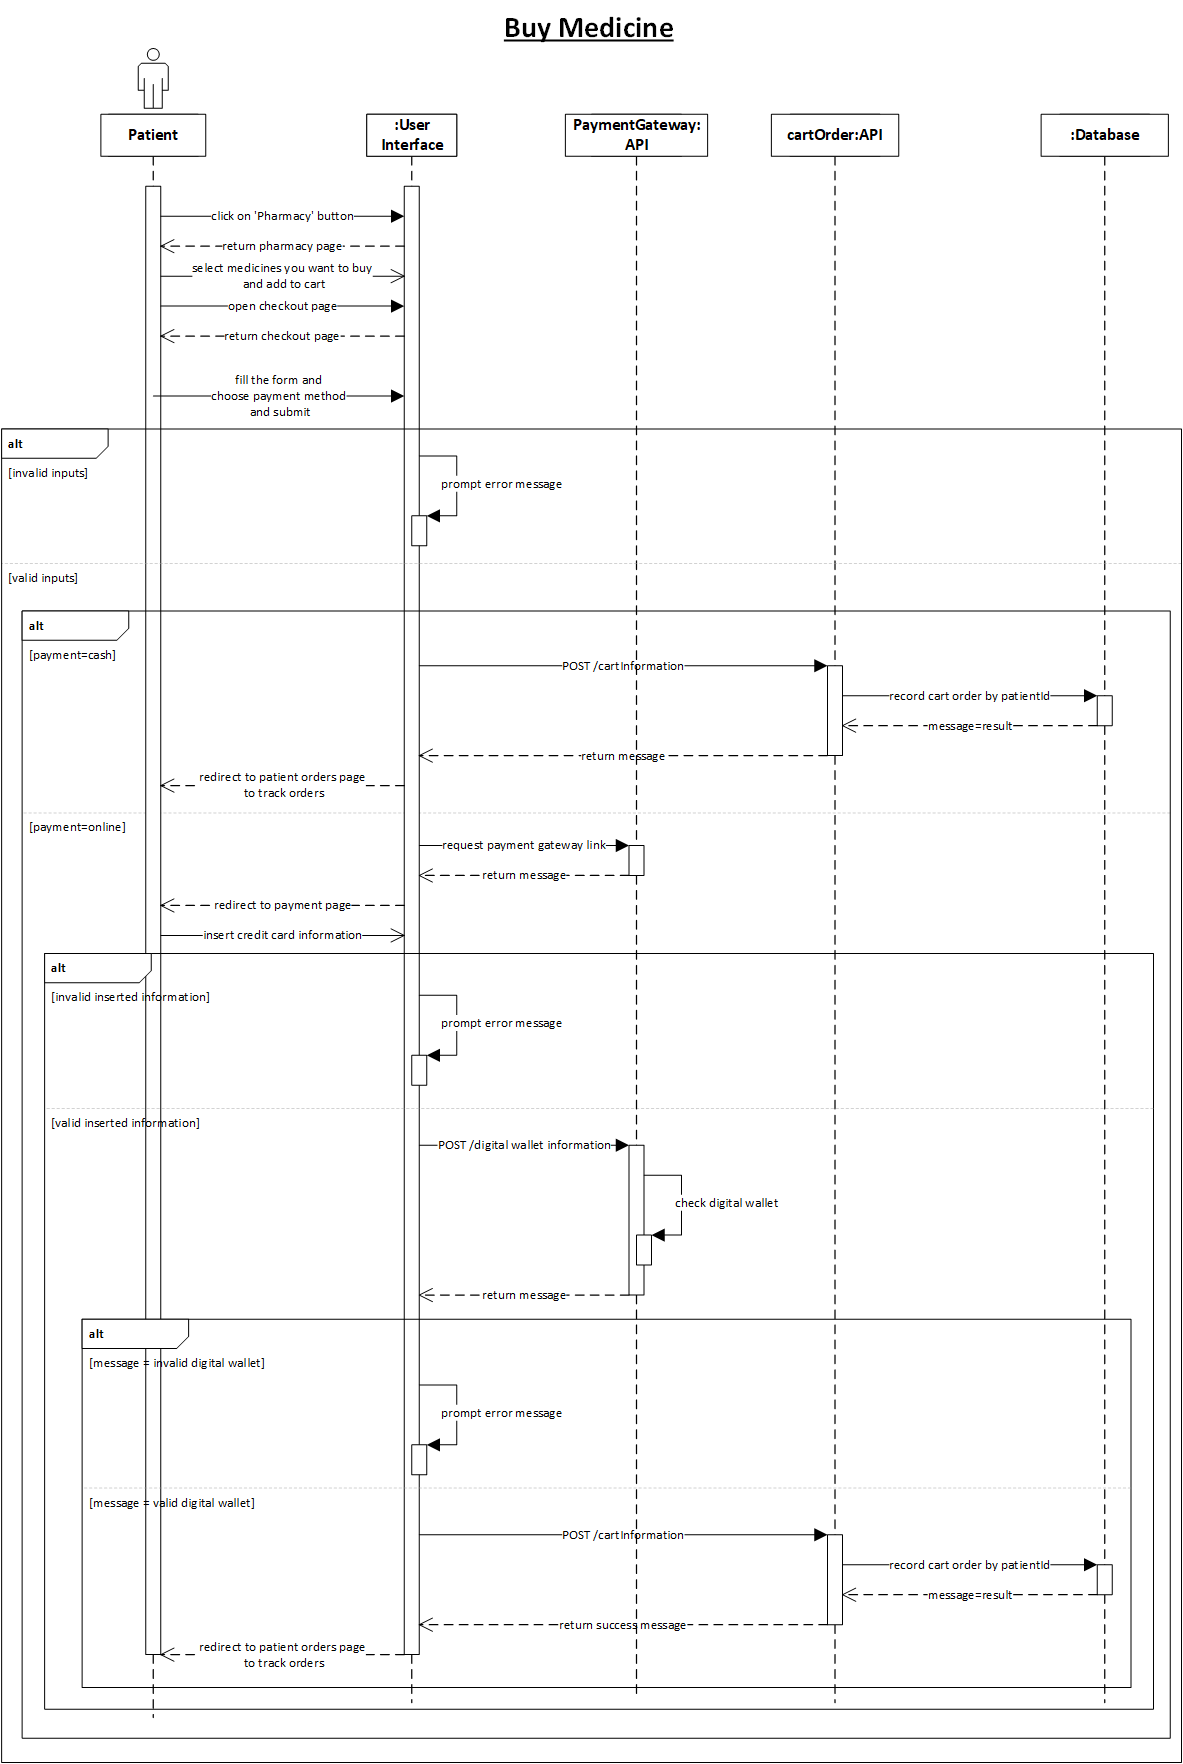 Buy Medicine
Patient
:User
Interface
PaymentGateway:
API
cartOrder:API
:Database
click on 'Pharmacy' button
return pharmacy page
select medicines you want to buy
and add to cart
open checkout page
return checkout page
fill the form and
choose payment method
and submit
alt
[invalid inputs]
prompt error message
[valid inputs]
alt
[payment=cash]
POST /cartInformation
record cart order by patientId
message=result
return message
redirect to patient orders page
to track orders
[payment=online]
request payment gateway link
return message
redirect to payment page
insert credit card information
alt
[invalid inserted information]
prompt error message
[valid inserted information]
POST /digital wallet information
check digital wallet
return message
alt
[message = invalid digital wallet]
prompt error message
[message = valid digital wallet]
POST /cartInformation
record cart order by patientId
message=result
return success message
redirect to patient orders page
to track orders